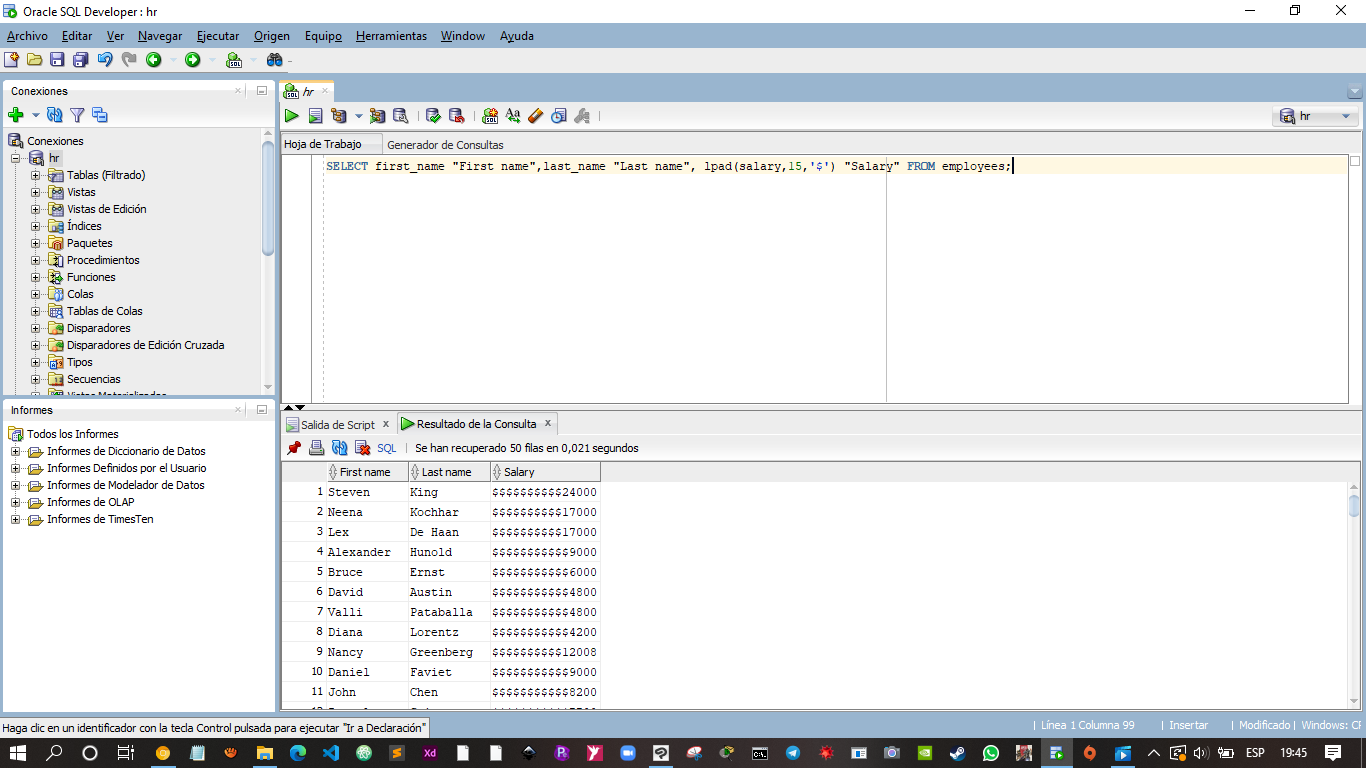 Oracle SQL Developer : hr
Archivo Editar Ver Navegar Ejecutar Origen Equipo Herramientas Window Ayuda
Conexiones
hr
hr
Conexiones
hr
Tablas (Filtrado)
Vistas
Vistas de Edición
Índices
Paquetes
Procedimientos
Funciones
Colas
Tablas de Colas
Disparadores
Disparadores de Edición Cruzada
Tipos
Secuencias
Hoja de Trabajo Generador de Consultas
SELECT first_name "First name",last_name "Last name", lpad(salary,15,'$') "Salary" FROM employees;
Informes
Todos los Informes
Informes de Diccionario de Datos
Informes Definidos por el Usuario
Informes de Modelador de Datos
Informes de OLAP
Informes de TimesTen
Salida de Script x Resultado de la Consulta x
SQL Se han recuperado 50 filas en 0,021 segundos
First name Last name Salary
1 Steven King $$$$$$$$$$24000
2 Neena Kochhar $$$$$$$$$$17000
3 Lex De Haan $$$$$$$$$$17000
4 Alexander Hunold $$$$$$$$$$$9000
5 Bruce Ernst $$$$$$$$$$$6000
6 David Austin $$$$$$$$$$$4800
7 Valli Pataballa $$$$$$$$$$$4800
8 Diana Lorentz $$$$$$$$$$$4200
9 Nancy Greenberg $$$$$$$$$$12008
10 Daniel Faviet $$$$$$$$$$$9000
11 John Chen $$$$$$$$$$$8200
Haga clic en un identificador con la tecla Control pulsada para ejecutar "Ir a Declaración"
Línea 1 Columna 99 Insertar Modificado Windows: CF
ESP 19:45